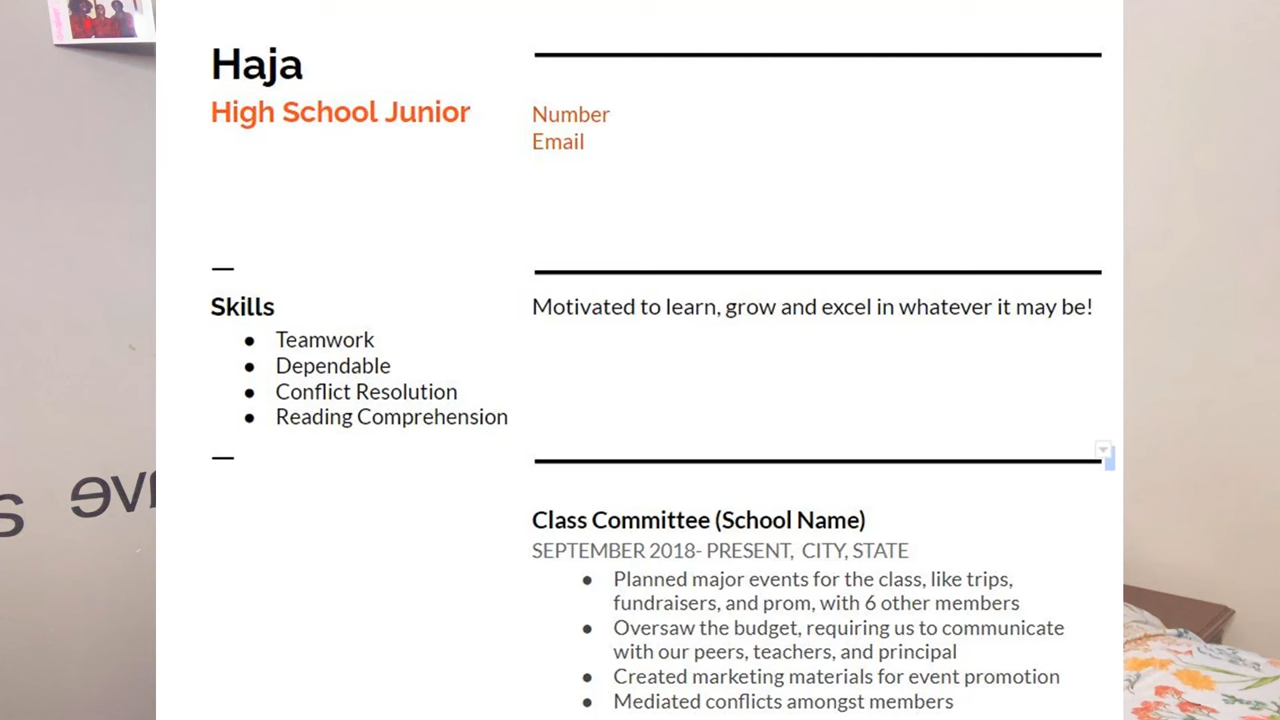 Haja
High School Junior
Number
Email
Skills
● Teamwork
● Dependable
● Conflict Resolution
● Reading Comprehension
Motivated to learn, grow and excel in whatever it may be!
Class Committee (School Name)
SEPTEMBER 2018- PRESENT, CITY, STATE
● Planned major events for the class, like trips,
fundraisers, and prom, with 6 other members
● Oversaw the budget, requiring us to communicate
with our peers, teachers, and principal
● Created marketing materials for event promotion
● Mediated conflicts amongst members